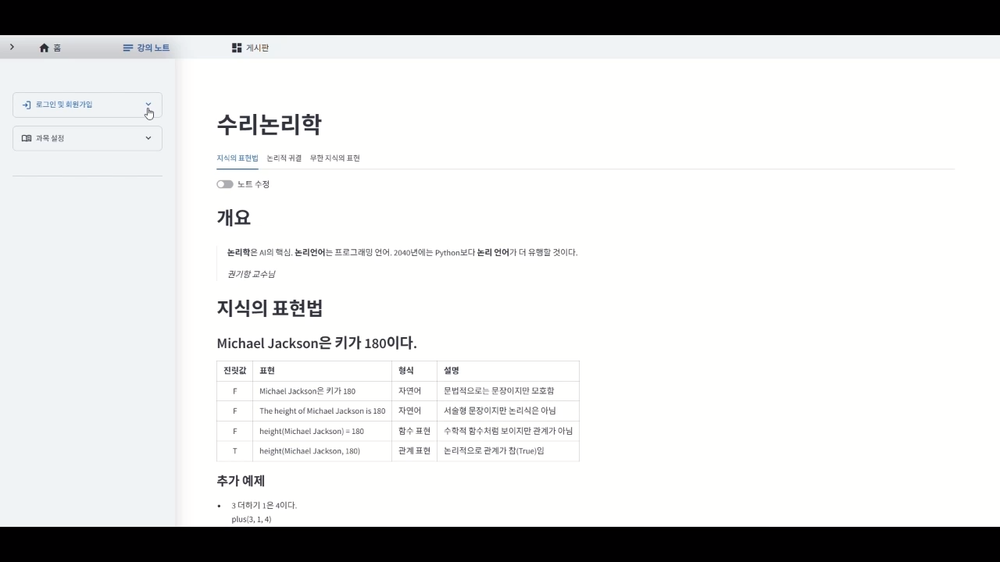 홈
강의 노트
게시판
로그인 및 회원가입
과목 설정
수리논리학
지식의 표현법 논리적 귀결 무한 지식의 표현
노트 수정
개요
논리학은 AI의 핵심. 논리언어는 프로그래밍 언어. 2040년에는 Python보다 논리 언어가 더 유행할 것이다.
권기항 교수님
지식의 표현법
Michael Jackson은 키가 180이다.
진릿값 표현 형식 설명
F Michael Jackson은 키가 180 자연어 문법적으로는 문장이지만 모호함
F The height of Michael Jackson is 180 자연어 서술형 문장이지만 논리식은 아님
F height(Michael Jackson) = 180 함수 표현 수학적 함수처럼 보이지만 관계가 아님
T height(Michael Jackson, 180) 관계 표현 논리적으로 관계가 참(True)임
추가 예제
• 3 더하기 1은 4이다.
plus(3, 1, 4)